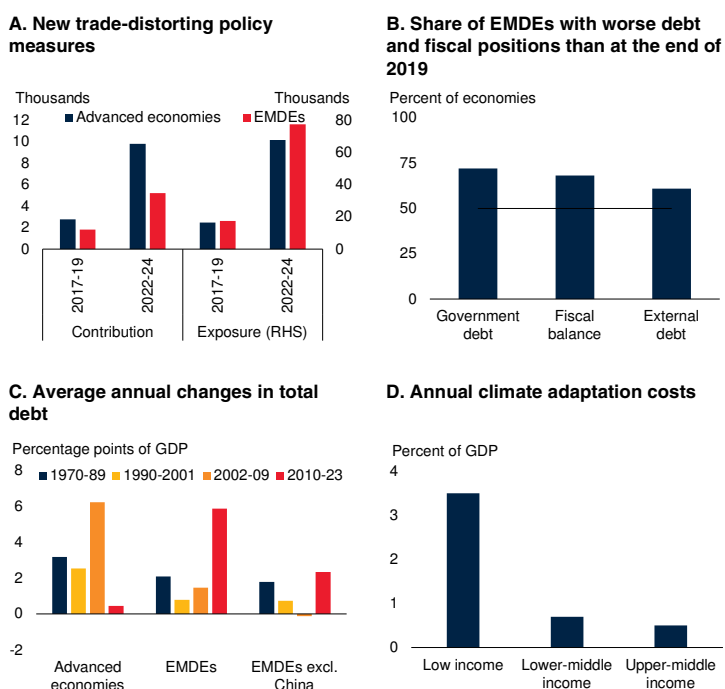 A. New trade-distorting policy
measures
Thousands
Thousands
Advanced economies
EMDEs
12
10
8
6
4
2
0
80
60
40
20
0
2017-19
2022-24
2017-19
2022-24
Contribution
Exposure (RHS)
B. Share of EMDEs with worse debt
and fiscal positions than at the end of
2019
Percent of economies
100
75
50
25
0
Government
debt
Fiscal
balance
External
debt
C. Average annual changes in total
debt
Percentage points of GDP
8
6
4
2
0
-2
1970-89
1990-2001
2002-09
2010-23
Advanced
economies
EMDEs
EMDEs excl.
China
D. Annual climate adaptation costs
Percent of GDP
4
3
2
1
0
Low income
Lower-middle
income
Upper-middle
income